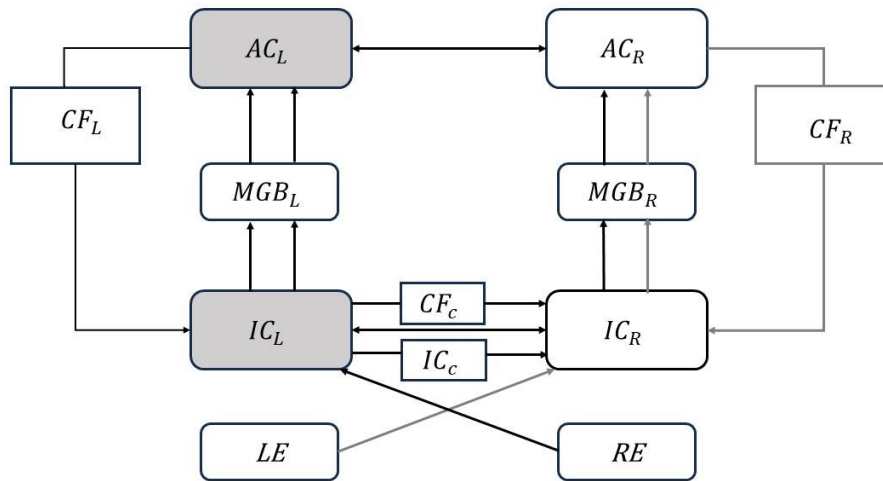 AC_L
AC_R
CF_L
CF_R
MGB_L
MGB_R
CF_c
IC_L
IC_R
IC_c
LE
RE